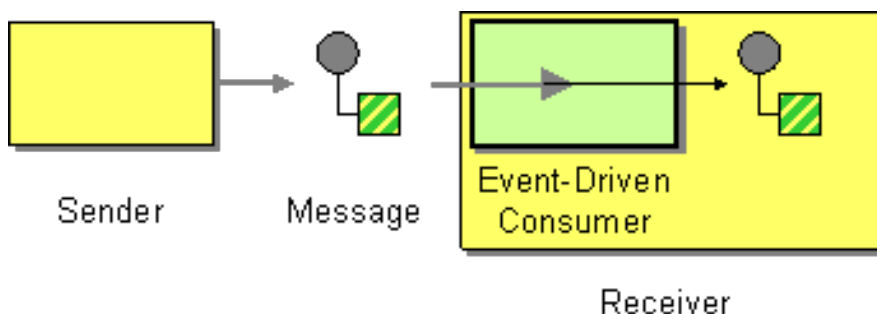 Sender
Message
Event-Driven
Consumer
Receiver